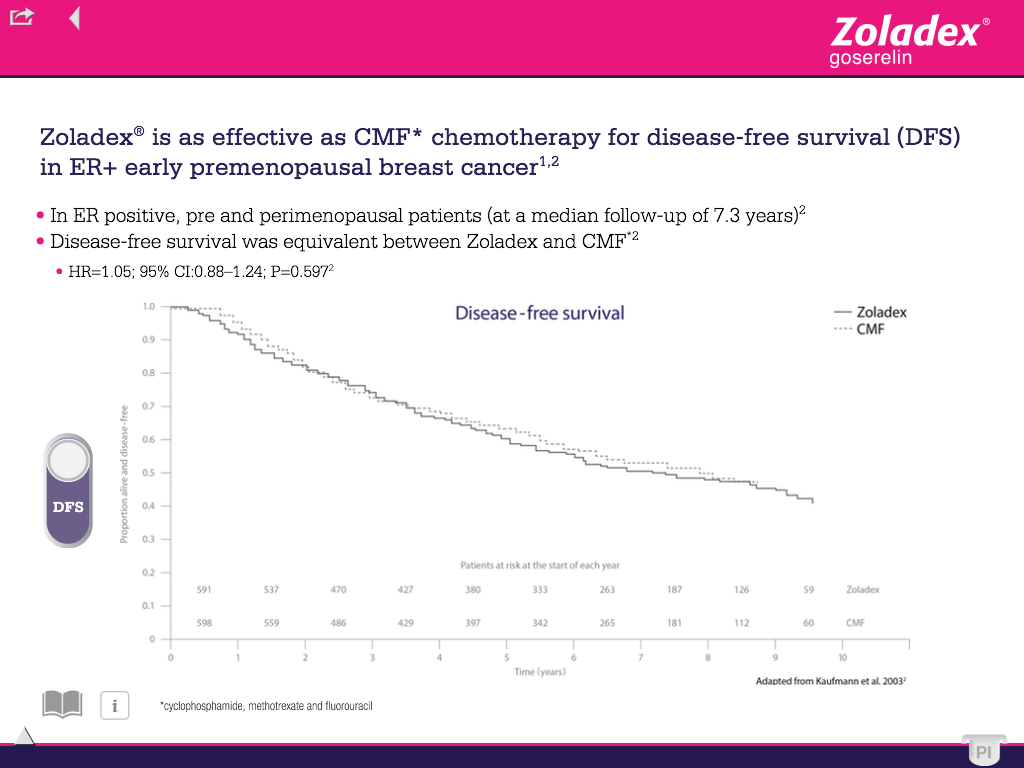 Zoladex®
goserelin
Zoladex® is as effective as CMF* chemotherapy for disease-free survival (DFS)
in ER+ early premenopausal breast cancer1,2
• In ER positive, pre and perimenopausal patients (at a median follow-up of 7.3 years)2
• Disease-free survival was equivalent between Zoladex and CMF*2
• HR=1.05; 95% CI:0.88–1.24; P=0.5972
Disease-free survival
Zoladex
CMF
Proportion alive and disease-free
1.0
0.9
0.8
0.7
0.6
0.5
0.4
0.3
0.2
0.1
0
DFS
Patients at risk at the start of each year
591 537 470 427 380 333 263 187 126 59 Zoladex
598 559 486 429 397 342 265 181 112 60 CMF
0 1 2 3 4 5 6 7 8 9 10
Time (years)
Adapted from Kaufmann et al. 20032
i
*cyclophosphamide, methotrexate and fluorouracil
PI